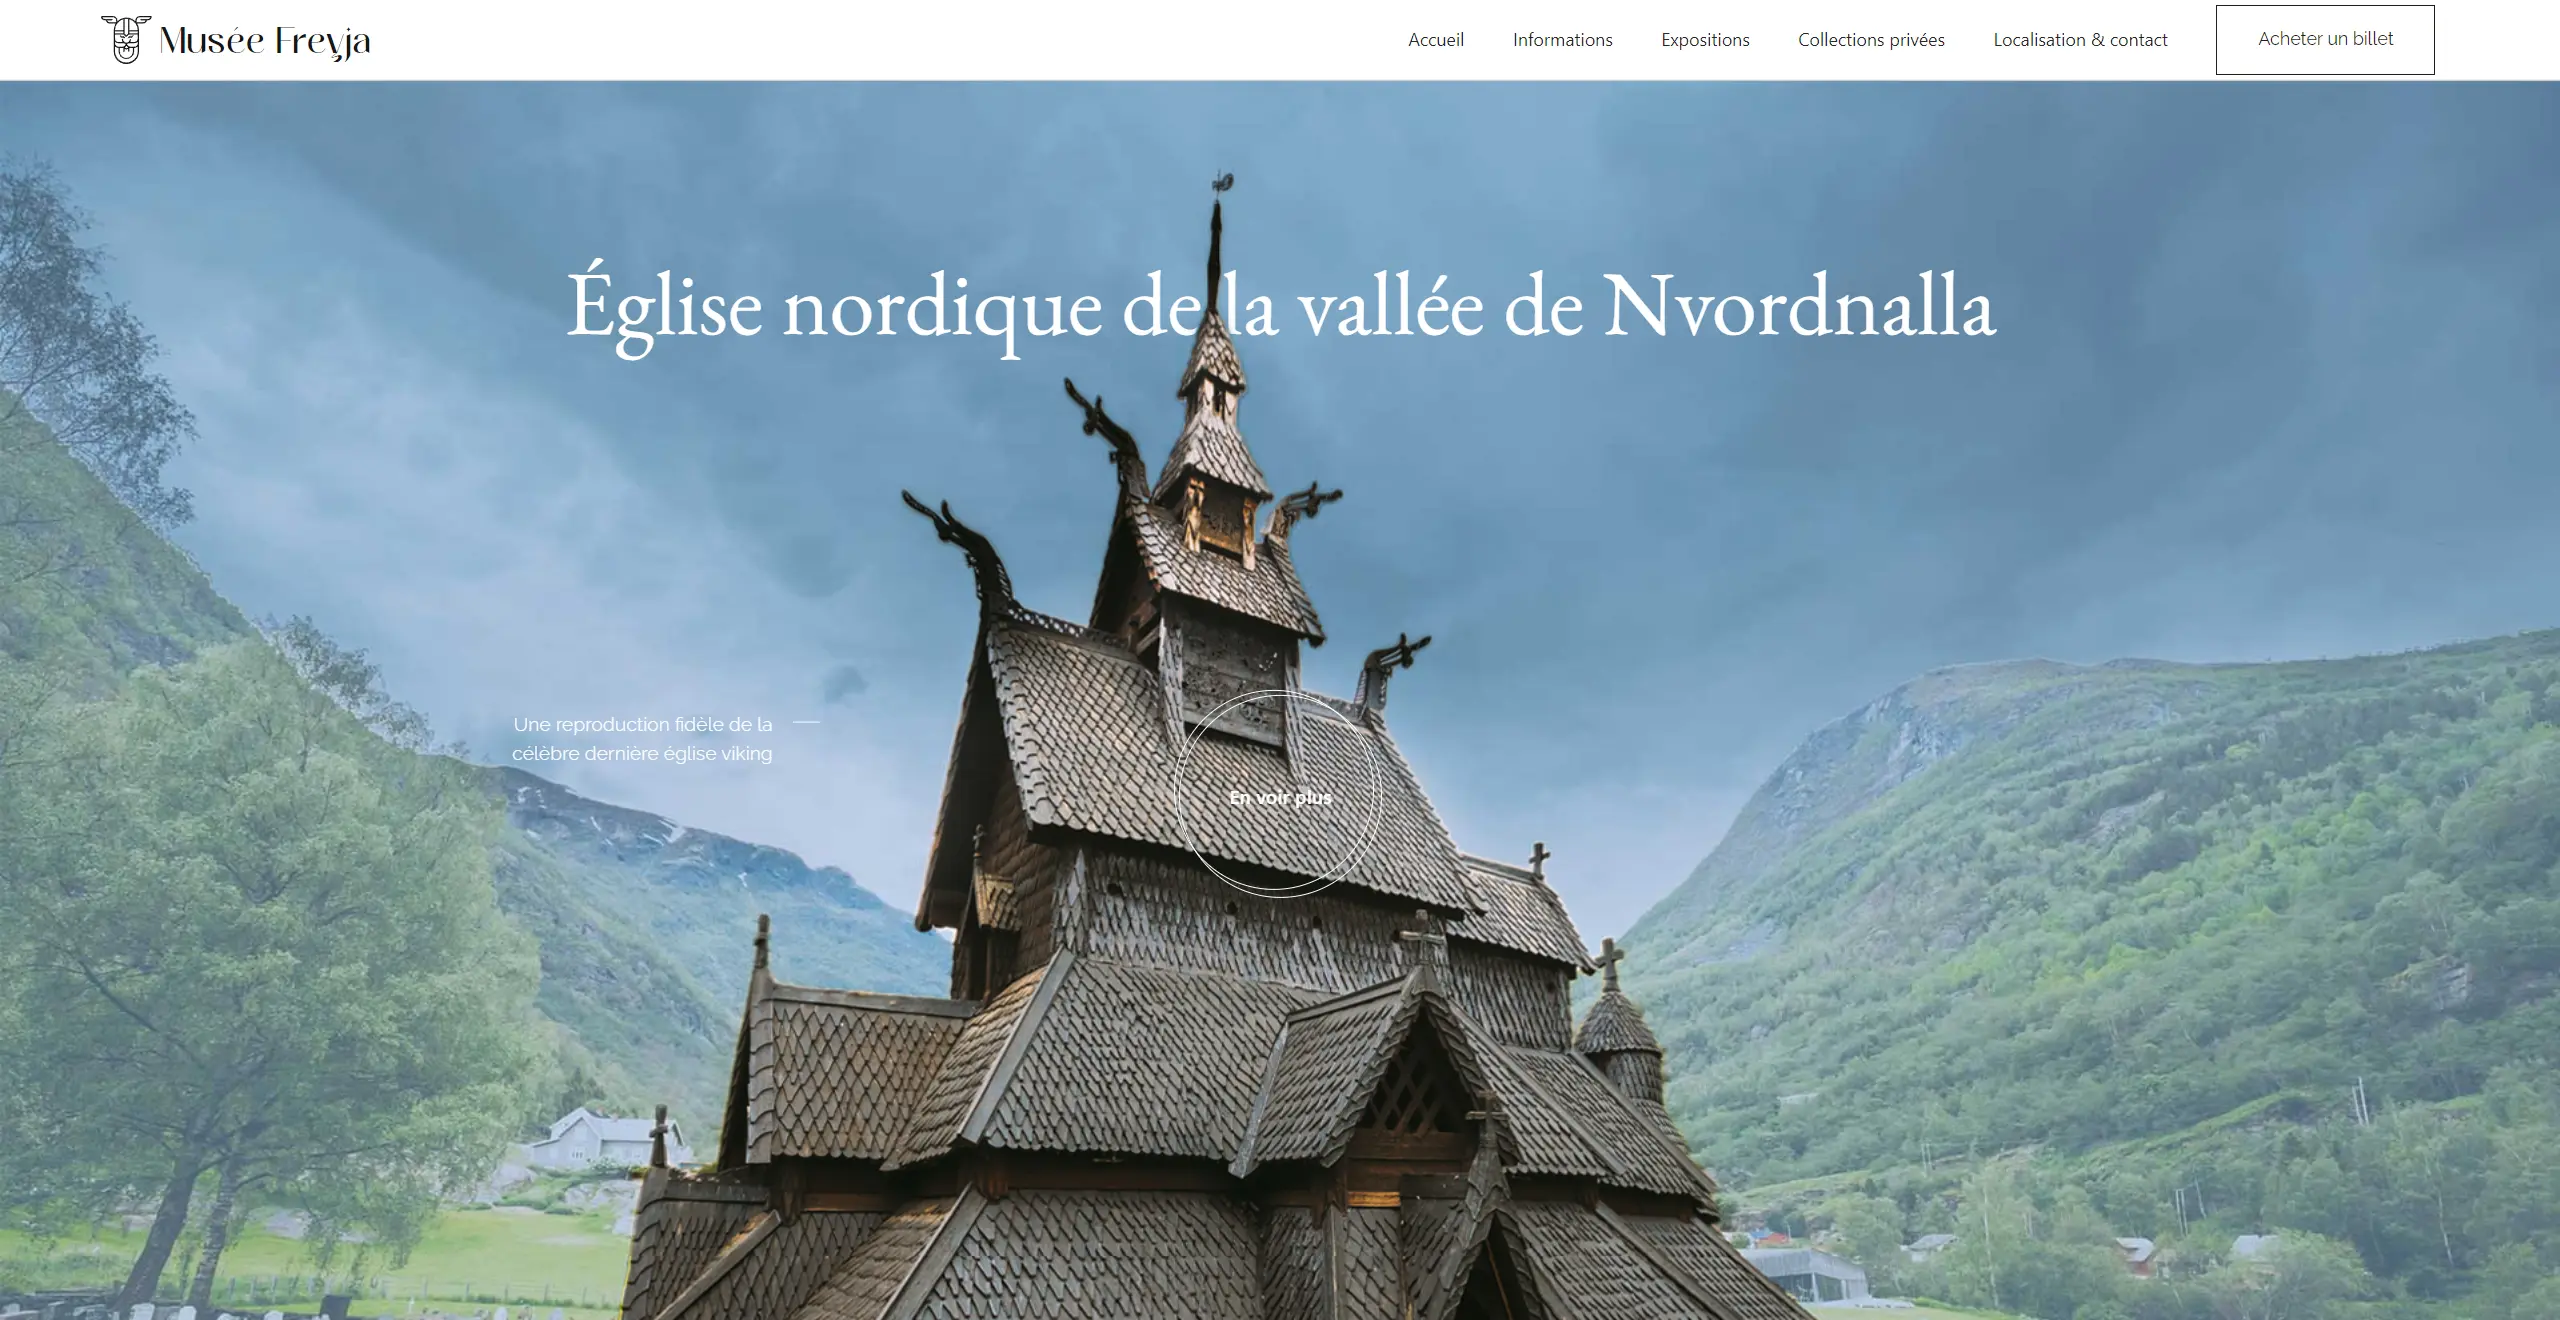 Musée Freyja
Accueil
Informations
Expositions
Collections privées
Localisation & contact
Acheter un billet
Église nordique de la vallée de Nvordnalla
Une reproduction fidèle de la
célèbre dernière église viking
En voir plus